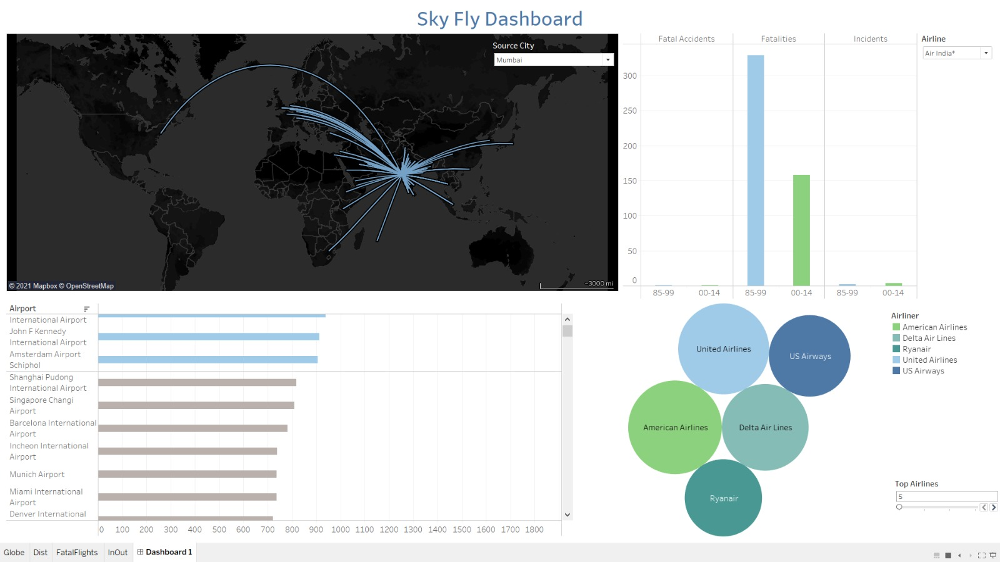 Sky Fly Dashboard
Source City
Mumbai
© 2021 Mapbox © OpenStreetMap
~3000 mi
Fatal Accidents
Fatalities
Incidents
300
250
200
150
100
50
0
85-99
00-14
85-99
00-14
85-99
00-14
Airline
Air India*
Airport
International Airport
John F Kennedy
International Airport
Amsterdam Airport
Schiphol
Shanghai Pudong
International Airport
Singapore Changi
Airport
Barcelona International
Airport
Incheon International
Airport
Munich Airport
Miami International
Airport
Denver International
0 100 200 300 400 500 600 700 800 900 1000 1100 1200 1300 1400 1500 1600 1700 1800
United Airlines
US Airways
American Airlines
Delta Air Lines
Ryanair
Airliner
American Airlines
Delta Air Lines
Ryanair
United Airlines
US Airways
Top Airlines
5
Globe
Dist
FatalFlights
InOut
Dashboard 1